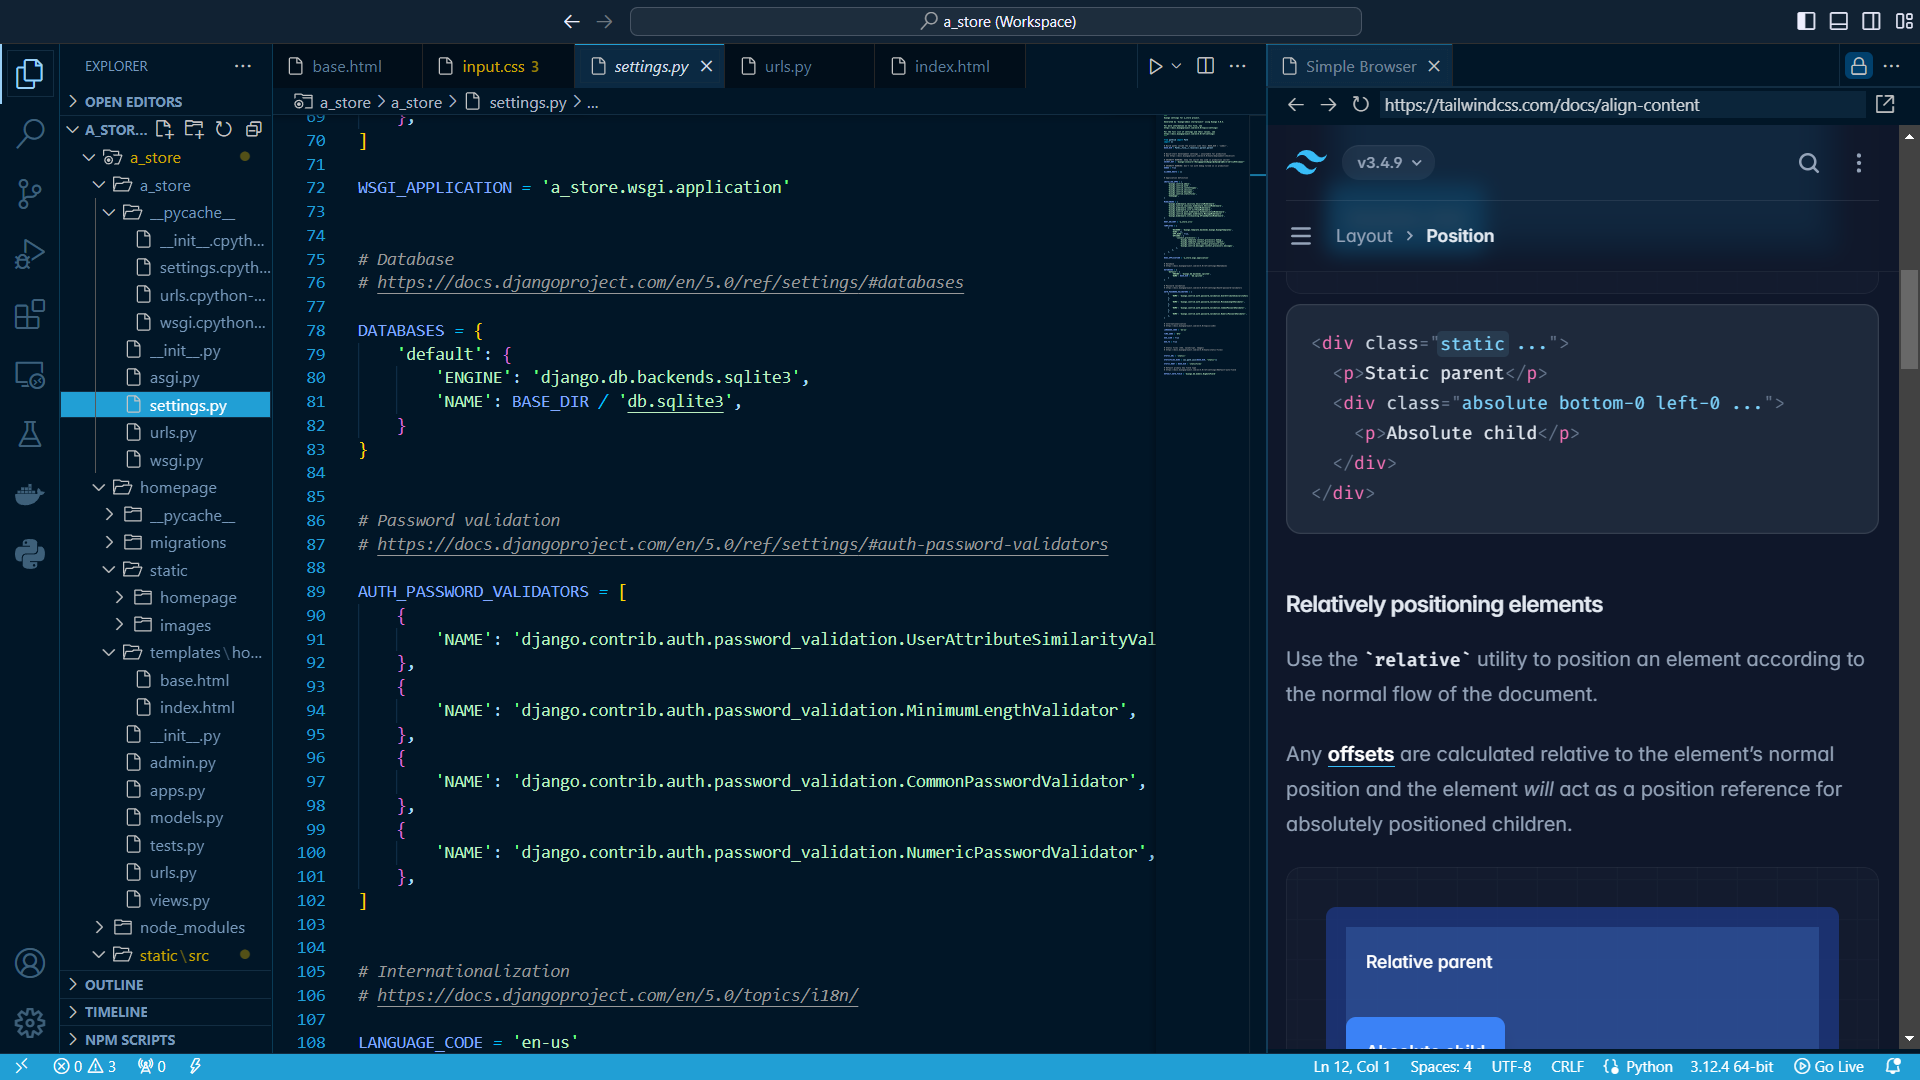 a_store (Workspace)
EXPLORER
OPEN EDITORS
A_STOR...
a_store
a_store
__pycache__
__init__.cpyth...
settings.cpyth...
urls.cpython-...
wsgi.cpython...
__init__.py
asgi.py
settings.py
urls.py
wsgi.py
homepage
__pycache__
migrations
static
homepage
images
templates\ho...
base.html
index.html
__init__.py
admin.py
apps.py
models.py
tests.py
urls.py
views.py
node_modules
static\src
OUTLINE
TIMELINE
NPM SCRIPTS
base.html
input.css 3
settings.py
urls.py
index.html
a_store > a_store > settings.py > ...
69 },
70 ]
71
72 WSGI_APPLICATION = 'a_store.wsgi.application'
73
74
75 # Database
76 # https://docs.djangoproject.com/en/5.0/ref/settings/#databases
77
78 DATABASES = {
79 'default': {
80 'ENGINE': 'django.db.backends.sqlite3',
81 'NAME': BASE_DIR / 'db.sqlite3',
82 }
83 }
84
85
86 # Password validation
87 # https://docs.djangoproject.com/en/5.0/ref/settings/#auth-password-validators
88
89 AUTH_PASSWORD_VALIDATORS = [
90 {
91 'NAME': 'django.contrib.auth.password_validation.UserAttributeSimilarityVal
92 },
93 {
94 'NAME': 'django.contrib.auth.password_validation.MinimumLengthValidator',
95 },
96 {
97 'NAME': 'django.contrib.auth.password_validation.CommonPasswordValidator',
98 },
99 {
100 'NAME': 'django.contrib.auth.password_validation.NumericPasswordValidator',
101 },
102 ]
103
104
105 # Internationalization
106 # https://docs.djangoproject.com/en/5.0/topics/i18n/
107
108 LANGUAGE_CODE = 'en-us'
Simple Browser
https://tailwindcss.com/docs/align-content
v3.4.9
Layout > Position
<div class="static ...">
<p>Static parent</p>
<div class="absolute bottom-0 left-0 ...">
<p>Absolute child</p>
</div>
</div>
Relatively positioning elements
Use the `relative` utility to position an element according to
the normal flow of the document.
Any offsets are calculated relative to the element’s normal
position and the element will act as a position reference for
absolutely positioned children.
Relative parent
Absolute child
0 3 0
Ln 12, Col 1 Spaces: 4 UTF-8 CRLF Python 3.12.4 64-bit Go Live